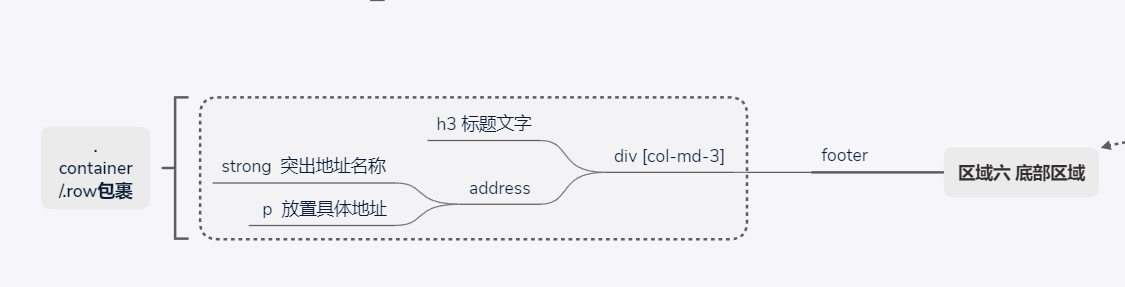 .
container
/.row包裹
h3 标题文字
strong 突出地址名称
p 放置具体地址
address
div [col-md-3]
footer
区域六 底部区域